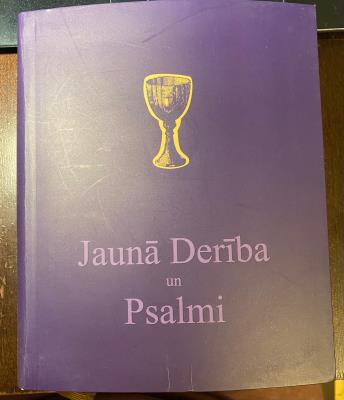 Jaunā Derība
un
Psalmi